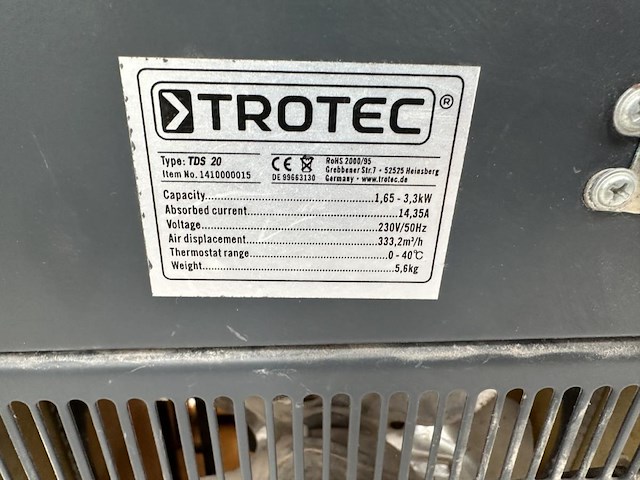 TROTEC®
Type: TDS 20
Item No. 1410000015
CE
DE 99663130
RoHS 2000/95
Grebbener Str.7 • 52525 Heinsberg
Germany • www.trotec.de
Capacity 1,65 - 3,3kW
Absorbed current 14,35A
Voltage 230V/50Hz
Air displacement 333,2m³/h
Thermostat range 0 - 40℃
Weight 5,6kg